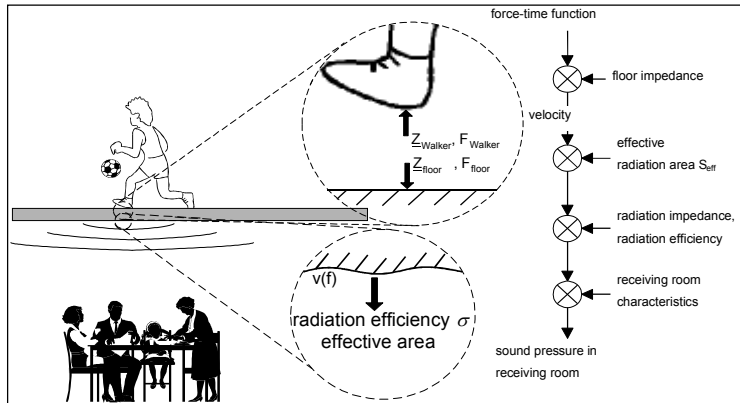 Z_Walker, F_Walker
Z_floor , F_floor
v(f)
radiation efficiency σ
effective area
force-time function
floor impedance
velocity
effective
radiation area S_eff
radiation impedance,
radiation efficiency
receiving room
characteristics
sound pressure in
receiving room